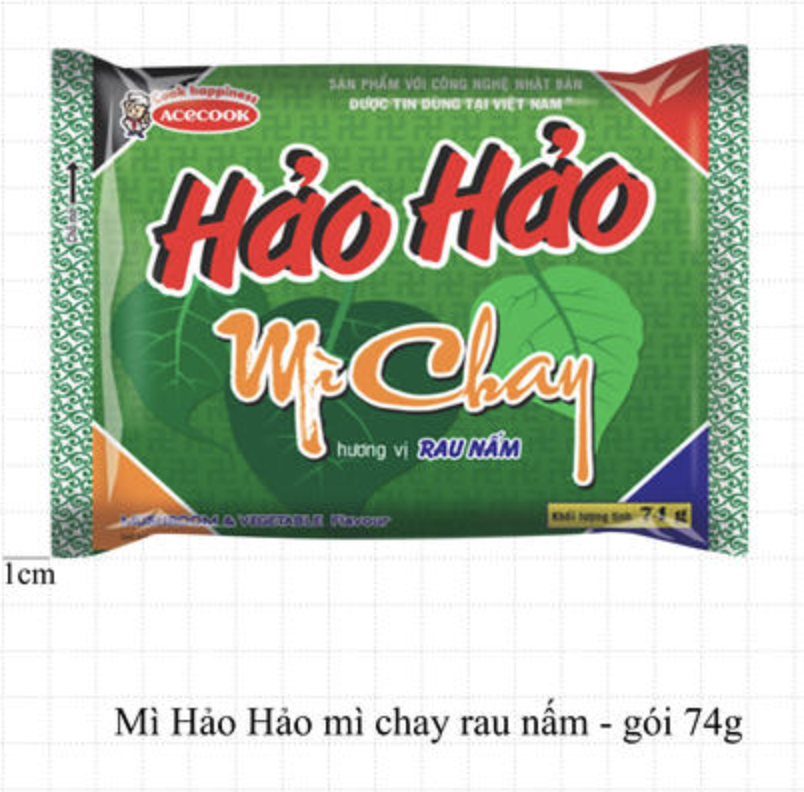 Cook happiness
ACECOOK
SẢN PHẨM VỚI CÔNG NGHỆ NHẬT BẢN
ĐƯỢC TIN DÙNG TẠI VIỆT NAM
Hảo Hảo
Mì Chay
hương vị RAU NẤM
MUSHROOM & VEGETABLE Flavour
Khối lượng tịnh 74 g
1cm
Mì Hảo Hảo mì chay rau nấm - gói 74g